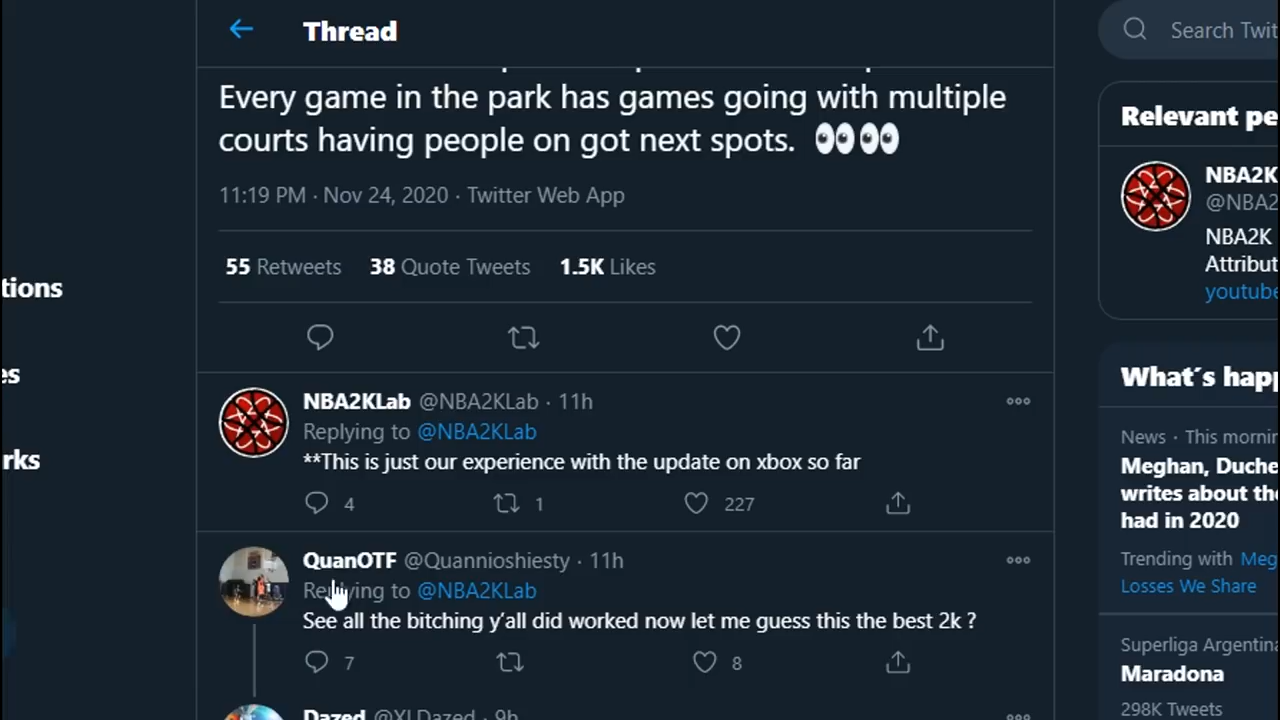 Thread
Search Twit
Every game in the park has games going with multiple
courts having people on got next spots. 👀👀
11:19 PM · Nov 24, 2020 · Twitter Web App
55 Retweets 38 Quote Tweets 1.5K Likes
NBA2KLab @NBA2KLab · 11h
Replying to @NBA2KLab
**This is just our experience with the update on xbox so far
4 1 227
QuanOTF @Quannioshiesty · 11h
Replying to @NBA2KLab
See all the bitching y'all did worked now let me guess this the best 2k ?
7 8
Dazed @XLDazed · 9h
tions
es
rks
Relevant pe
NBA2K
@NBA2
NBA2K
Attribut
youtube
What´s happ
News · This mornin
Meghan, Duche
writes about the
had in 2020
Trending with Meg
Losses We Share
Superliga Argentina
Maradona
298K Tweets